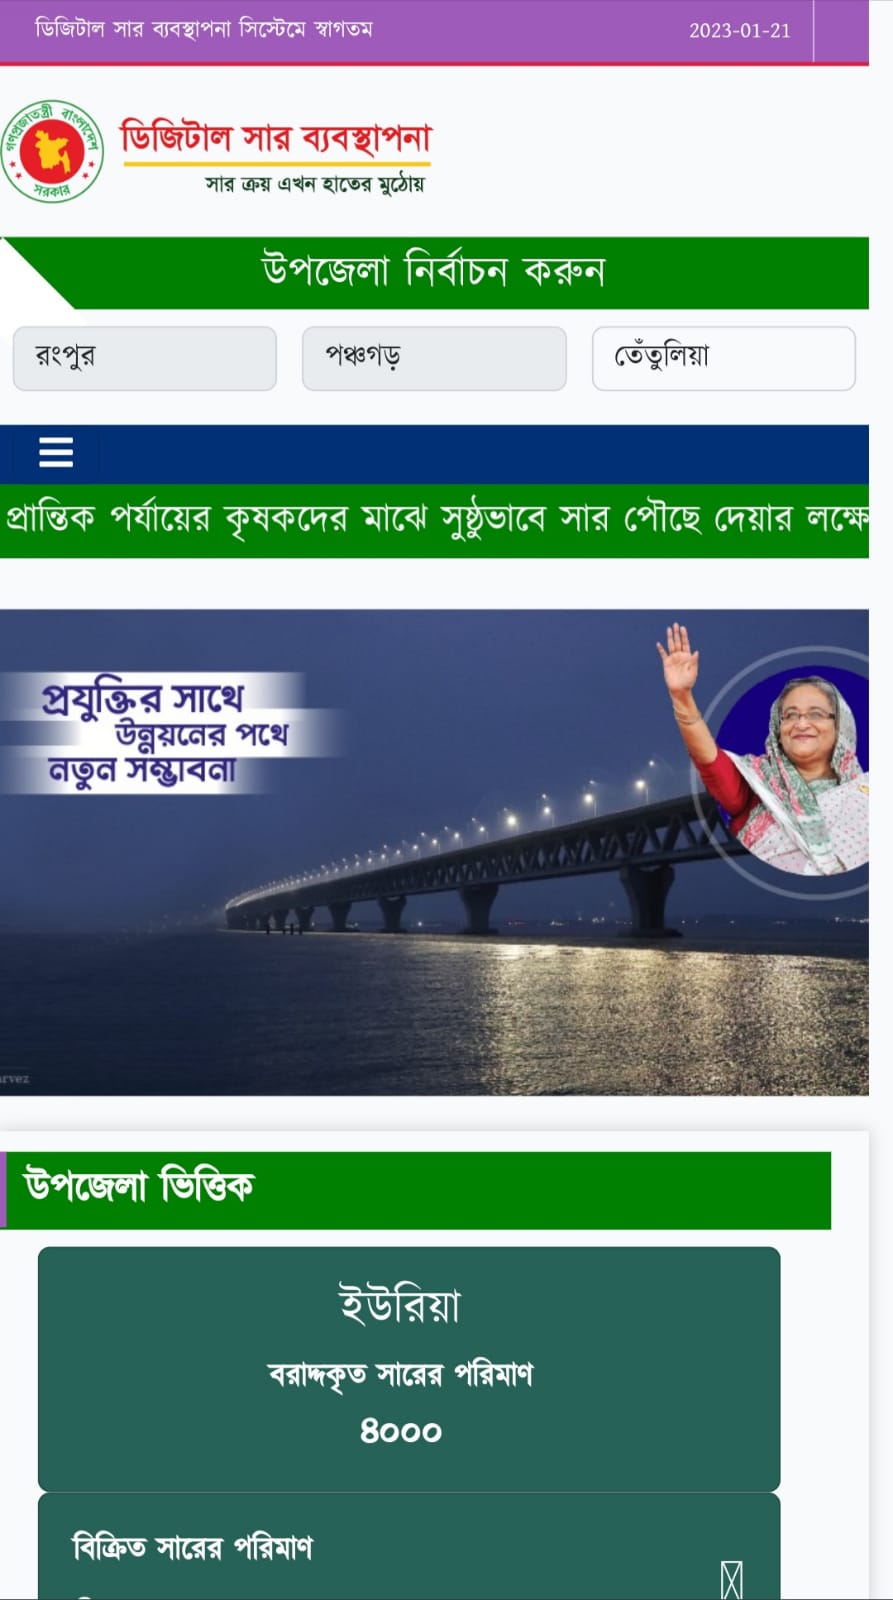 ডিজিটাল সার ব্যবস্থাপনা সিস্টেমে স্বাগতম
2023-01-21
গণপ্রজাতন্ত্রী বাংলাদেশ
সরকার
ডিজিটাল সার ব্যবস্থাপনা
সার ক্রয় এখন হাতের মুঠোয়
উপজেলা নির্বাচন করুন
রংপুর
পঞ্চগড়
তেঁতুলিয়া
প্রান্তিক পর্যায়ের কৃষকদের মাঝে সুষ্ঠুভাবে সার পৌছে দেয়ার লক্ষে
প্রযুক্তির সাথে
উন্নয়নের পথে
নতুন সম্ভাবনা
rvez
উপজেলা ভিত্তিক
ইউরিয়া
বরাদ্দকৃত সারের পরিমাণ
৪০০০
বিক্রিত সারের পরিমাণ